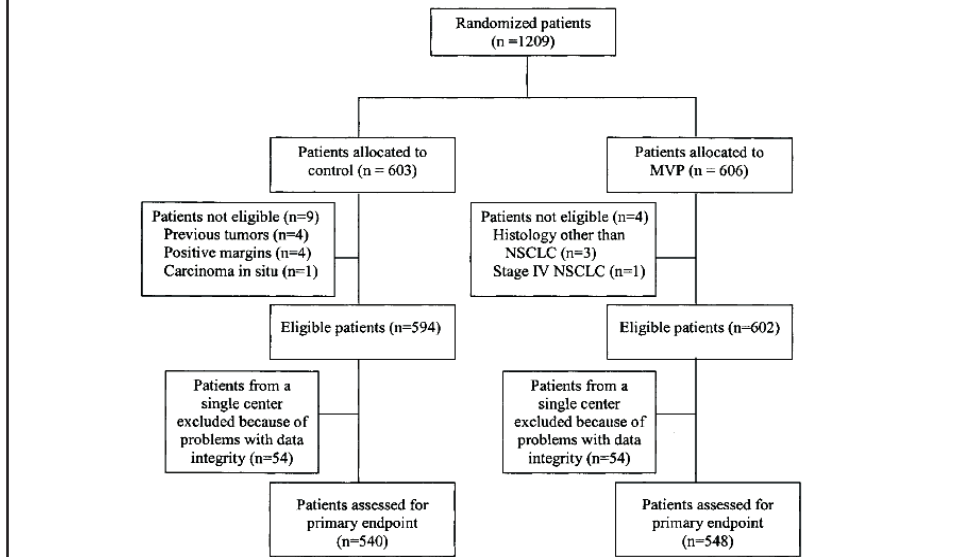 Randomized patients
(n =1209)
Patients allocated to
control (n = 603)
Patients allocated to
MVP (n = 606)
Patients not eligible (n=9)
Previous tumors (n=4)
Positive margins (n=4)
Carcinoma in situ (n=1)
Patients not eligible (n=4)
Histology other than
NSCLC (n=3)
Stage IV NSCLC (n=1)
Eligible patients (n=594)
Eligible patients (n=602)
Patients from a
single center
excluded because of
problems with data
integrity (n=54)
Patients from a
single center
excluded because of
problems with data
integrity (n=54)
Patients assessed for
primary endpoint
(n=540)
Patients assessed for
primary endpoint
(n=548)